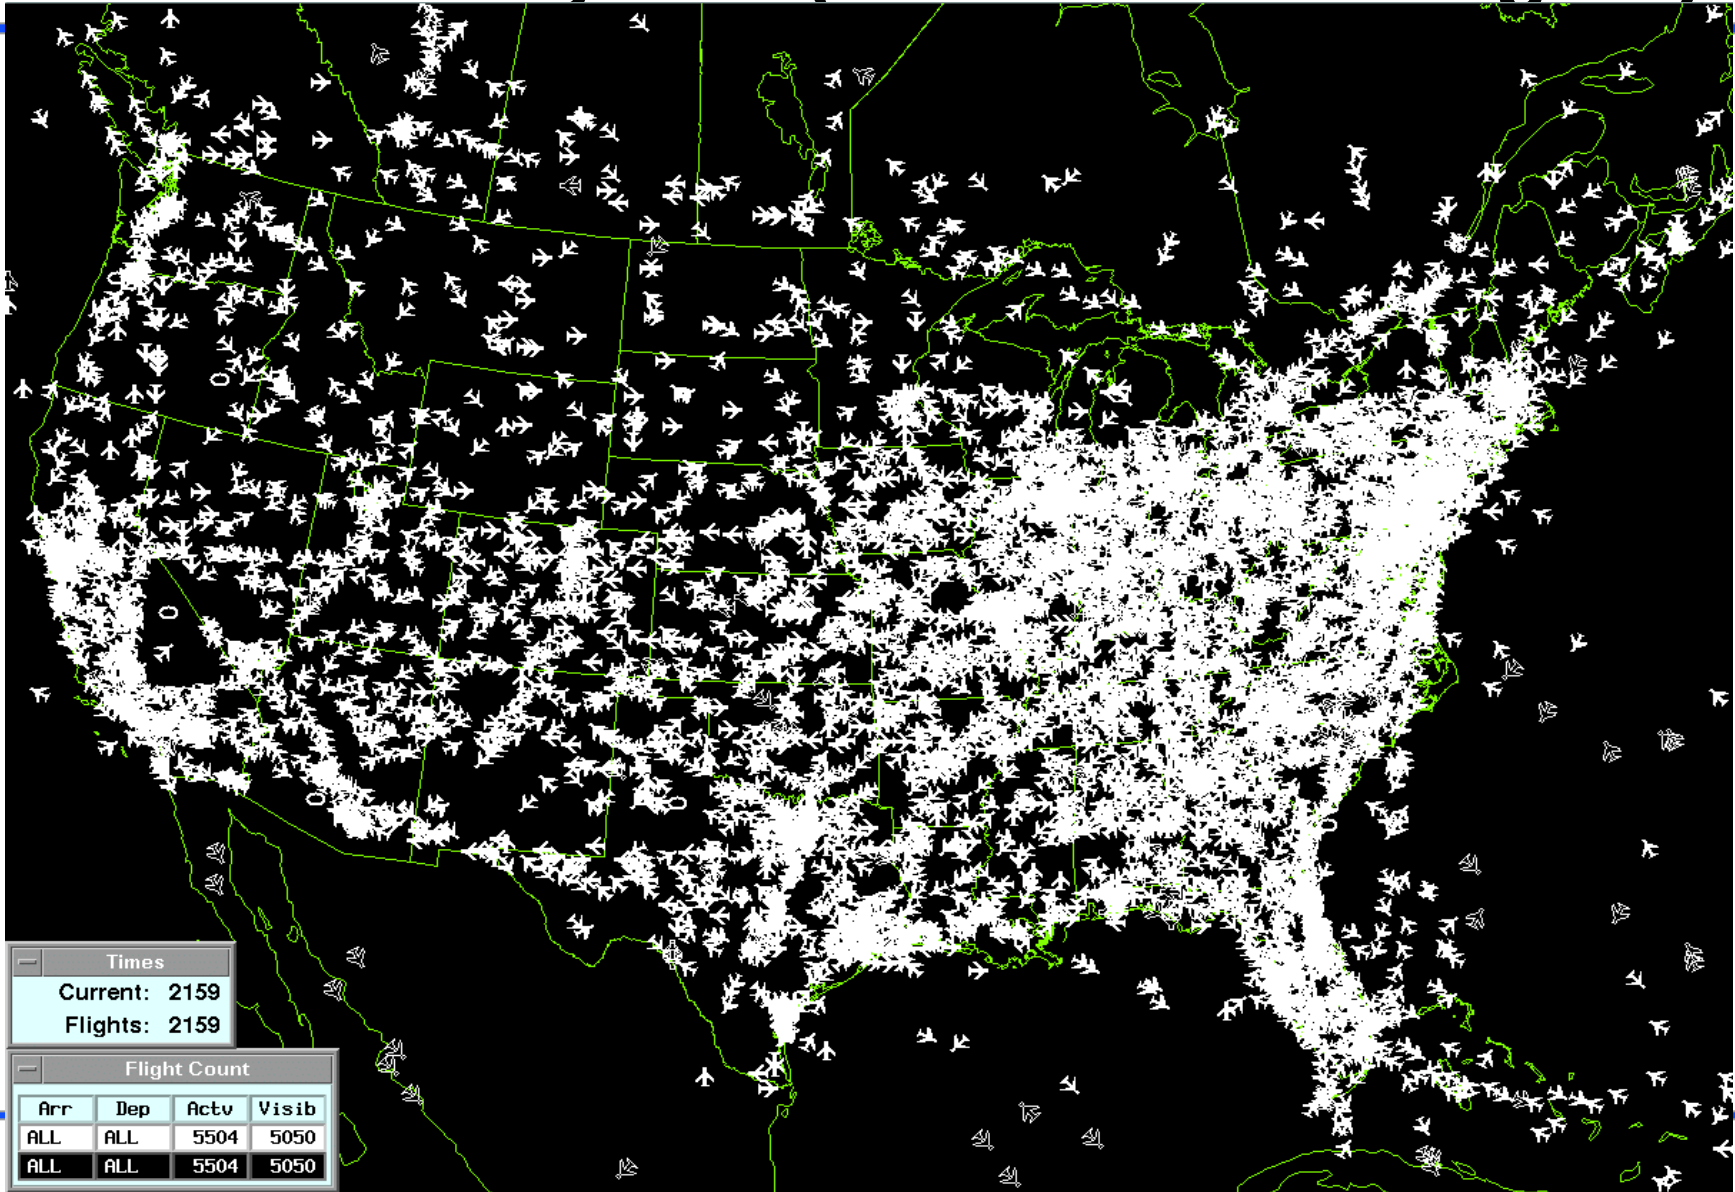 Times
Current: 2159
Flights: 2159
Flight Count
Arr Dep Actv Visib
ALL ALL 5504 5050
ALL ALL 5504 5050